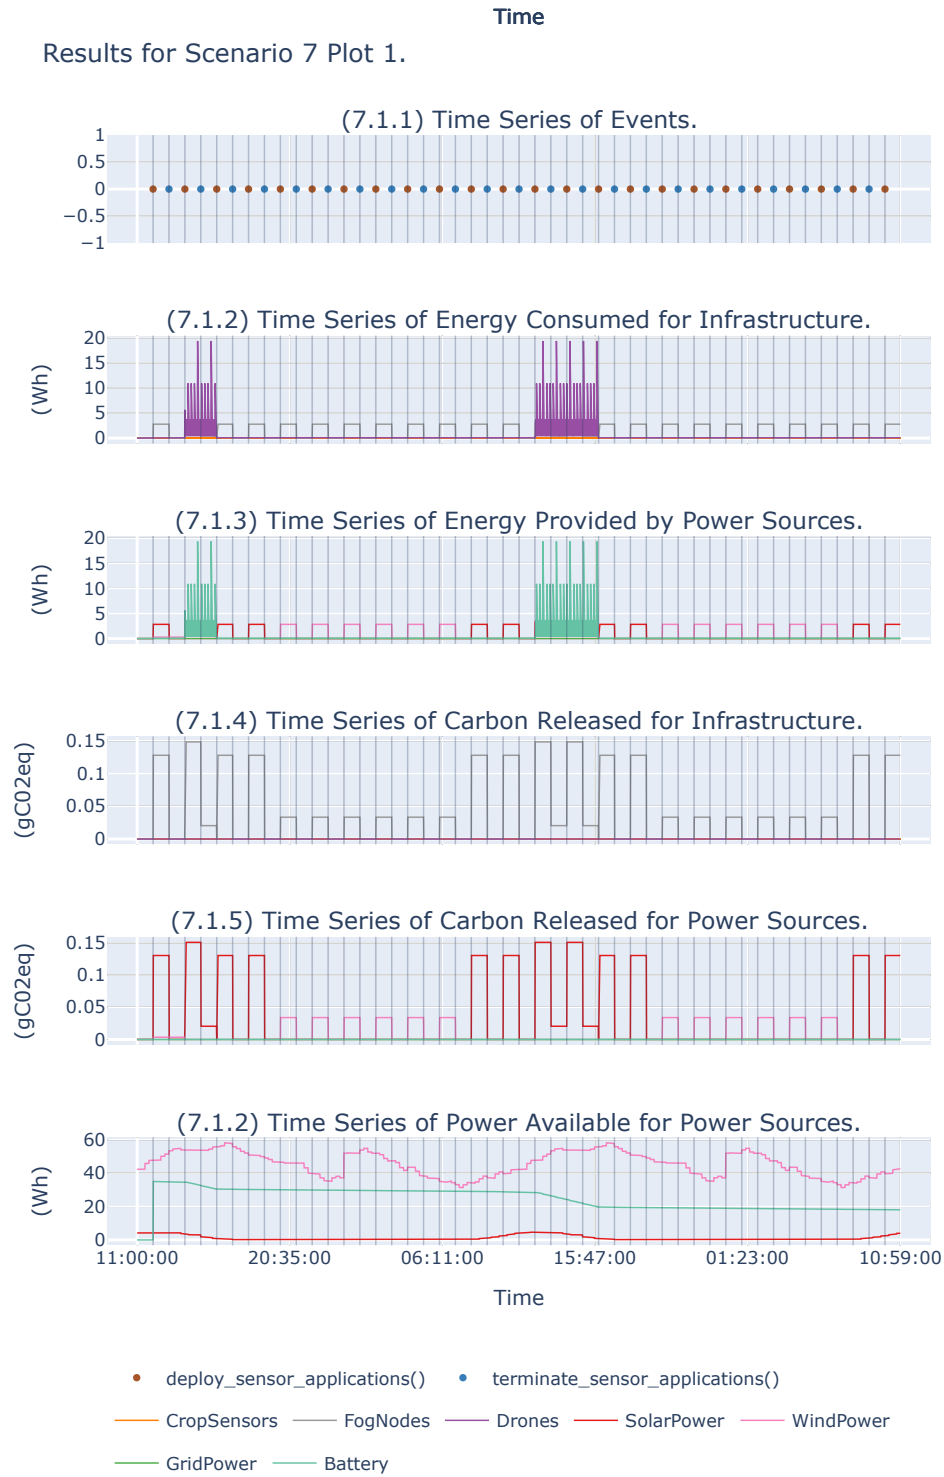 Time
Results for Scenario 7 Plot 1.
(7.1.1) Time Series of Events.
1
0.5
0
−0.5
−1
(7.1.2) Time Series of Energy Consumed for Infrastructure.
20
15
10
5
0
(Wh)
(7.1.3) Time Series of Energy Provided by Power Sources.
20
15
10
5
0
(Wh)
(7.1.4) Time Series of Carbon Released for Infrastructure.
0.15
0.1
0.05
0
(gC02eq)
(7.1.5) Time Series of Carbon Released for Power Sources.
0.15
0.1
0.05
0
(gC02eq)
(7.1.2) Time Series of Power Available for Power Sources.
60
40
20
0
(Wh)
11:00:00 20:35:00 06:11:00 15:47:00 01:23:00 10:59:00
Time
deploy_sensor_applications() terminate_sensor_applications()
CropSensors FogNodes Drones SolarPower WindPower
GridPower Battery